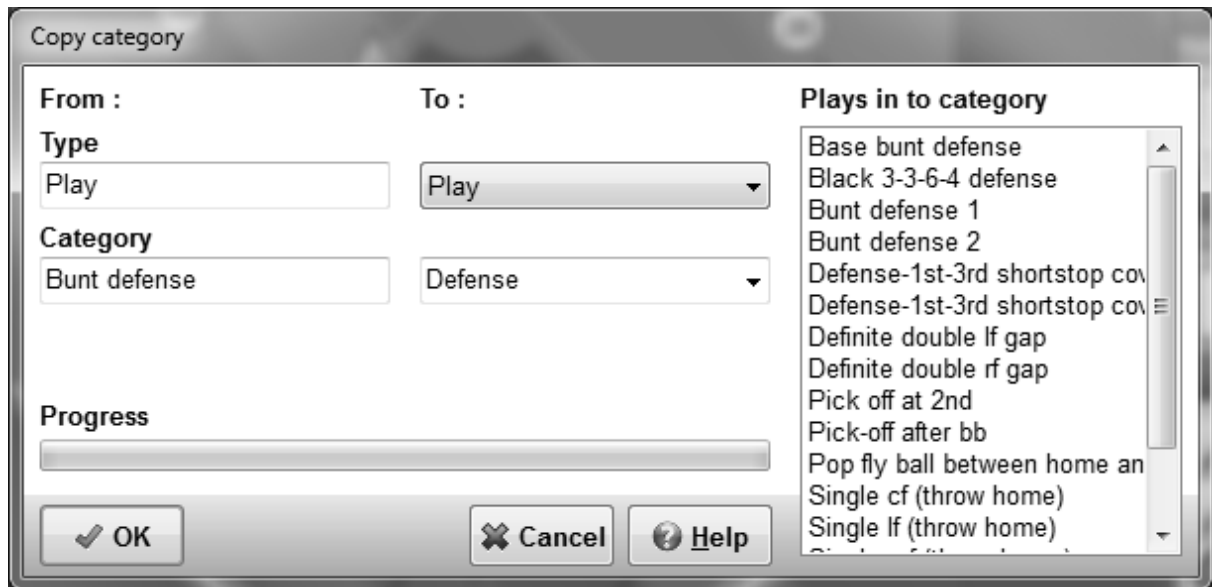 Copy category
From :
To :
Plays in to category
Type
Play
Play
Category
Bunt defense
Defense
Progress
Base bunt defense
Black 3-3-6-4 defense
Bunt defense 1
Bunt defense 2
Defense-1st-3rd shortstop cov
Defense-1st-3rd shortstop cov
Definite double lf gap
Definite double rf gap
Pick off at 2nd
Pick-off after bb
Pop fly ball between home an
Single cf (throw home)
Single lf (throw home)
OK
Cancel
Help